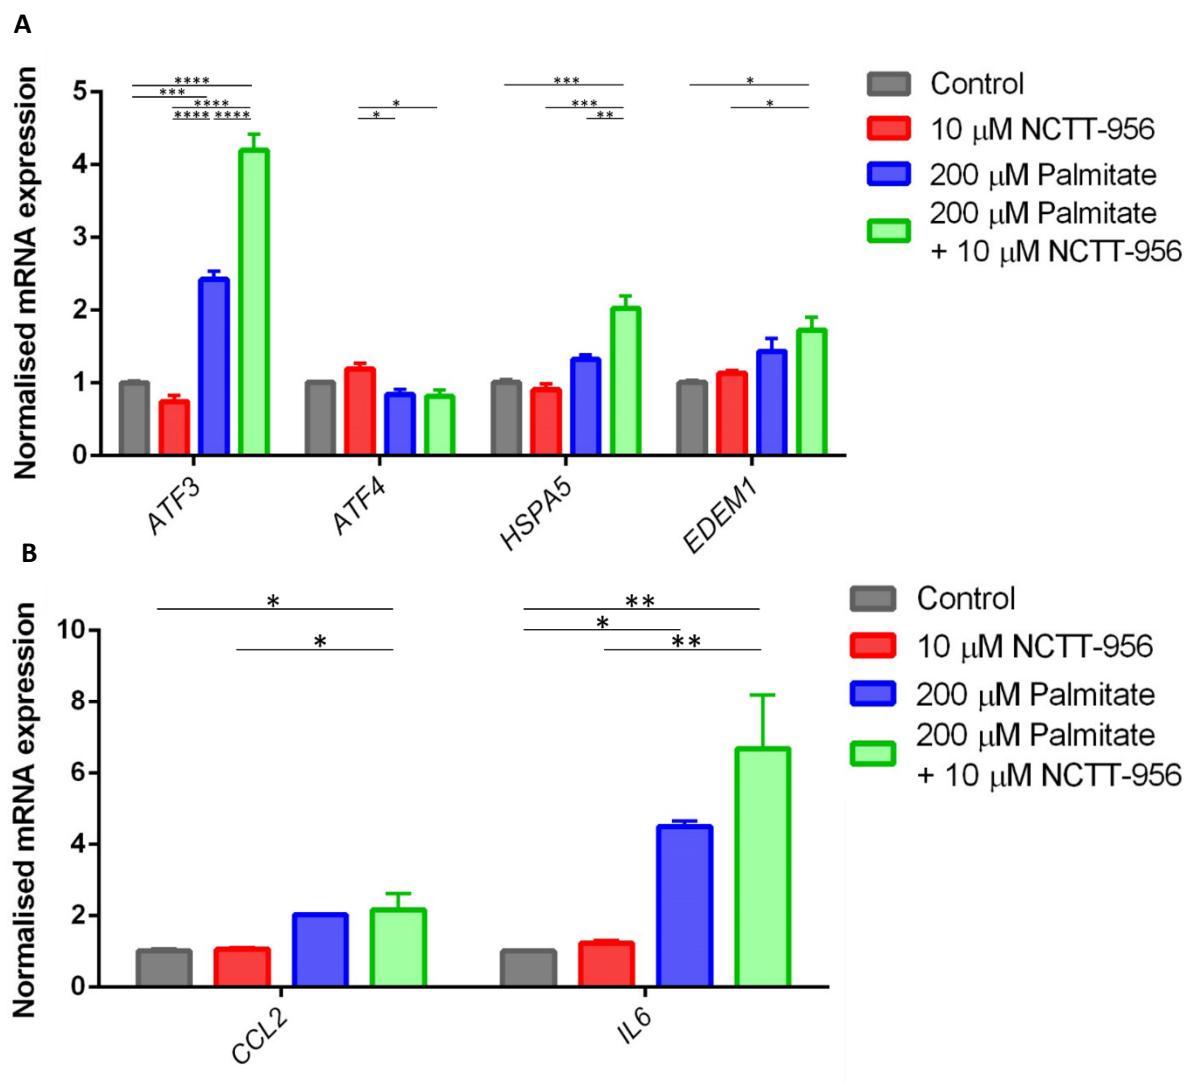 A
Normalised mRNA expression
5
4
3
2
1
0
**** 
***
****
**** ****
*
*
***
***
**
*
*
ATF3
ATF4
HSPA5
EDEM1
Control
10 µM NCTT-956
200 µM Palmitate
200 µM Palmitate
+ 10 µM NCTT-956
B
Normalised mRNA expression
10
8
6
4
2
0
*
*
**
*
**
CCL2
IL6
Control
10 µM NCTT-956
200 µM Palmitate
200 µM Palmitate
+ 10 µM NCTT-956